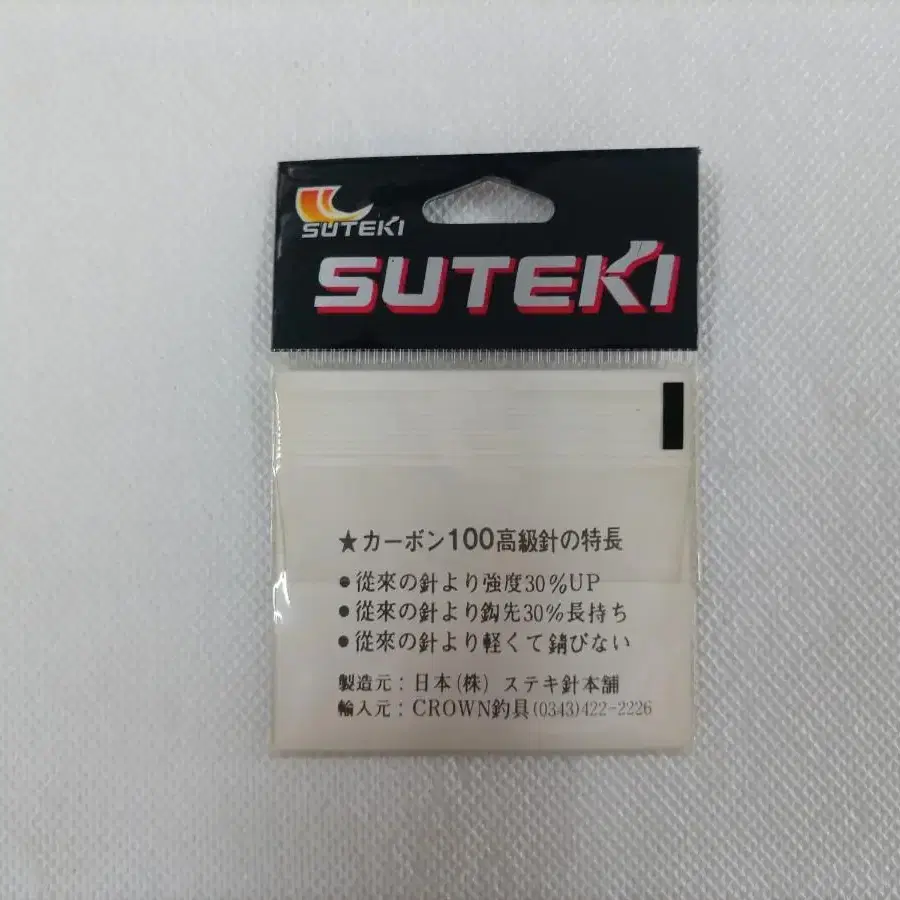 SUTEKI
SUTEKI
★カーボン100高級針の特長
●従來の針より強度30%UP
●従來の針より鈎先30%長持ち
●従來の針より軽くて錆びない
製造元：日本(株) ステキ針本舗
輸入元：CROWN釣具(0343)422-2226